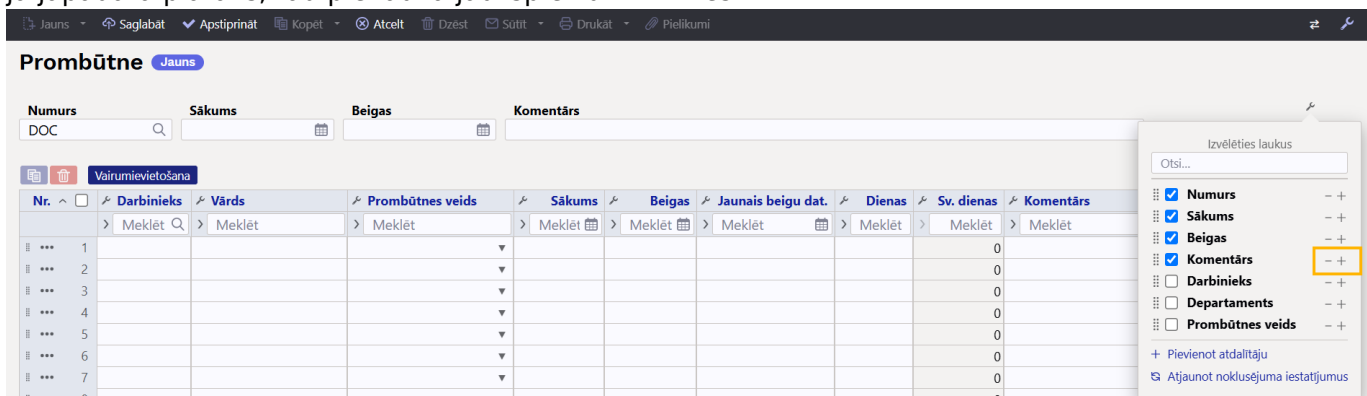 Jauns Saglabāt Apstiprināt Kopēt Atcelt Dzēst Sūtīt Drukāt Pielikumi
Prombūtne Jauns
Numurs Sākums Beigas Komentārs
DOC
Izvēlēties laukus
Otsi...
Vairumievietošana
Nr. Darbinieks Vārds Prombūtnes veids Sākums Beigas Jaunais beigu dat. Dienas Sv. dienas Komentārs
Meklēt Meklēt Meklēt Meklēt Meklēt Meklēt Meklēt Meklēt Meklēt
1 0
2 0
3 0
4 0
5 0
6 0
7 0
Numurs − +
Sākums − +
Beigas − +
Komentārs − +
Darbinieks − +
Departaments − +
Prombūtnes veids − +
+ Pievienot atdalītāju
Atjaunot noklusējuma iestatījumus